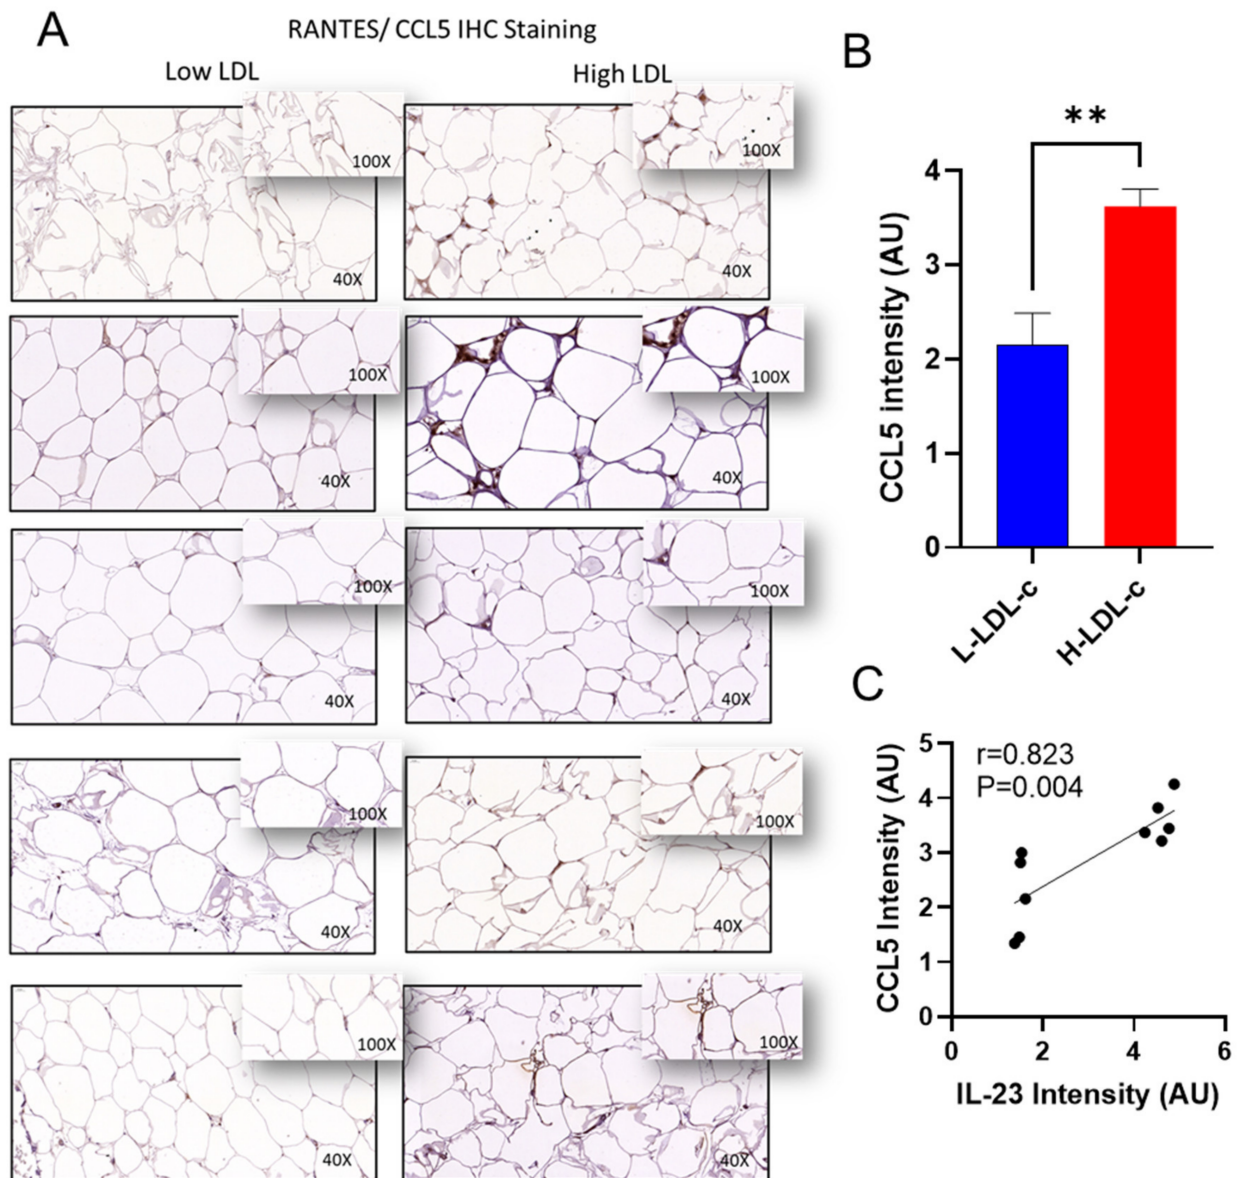 A
RANTES/ CCL5 IHC Staining
Low LDL
High LDL
100X
40X
100X
40X
100X
40X
100X
40X
100X
40X
100X
40X
100X
40X
100X
40X
100X
40X
100X
40X
B
**
CCL5 intensity (AU)
4
3
2
1
0
L-LDL-c
H-LDL-c
C
r=0.823
P=0.004
CCL5 Intensity (AU)
5
4
3
2
1
0
0 2 4 6
IL-23 Intensity (AU)